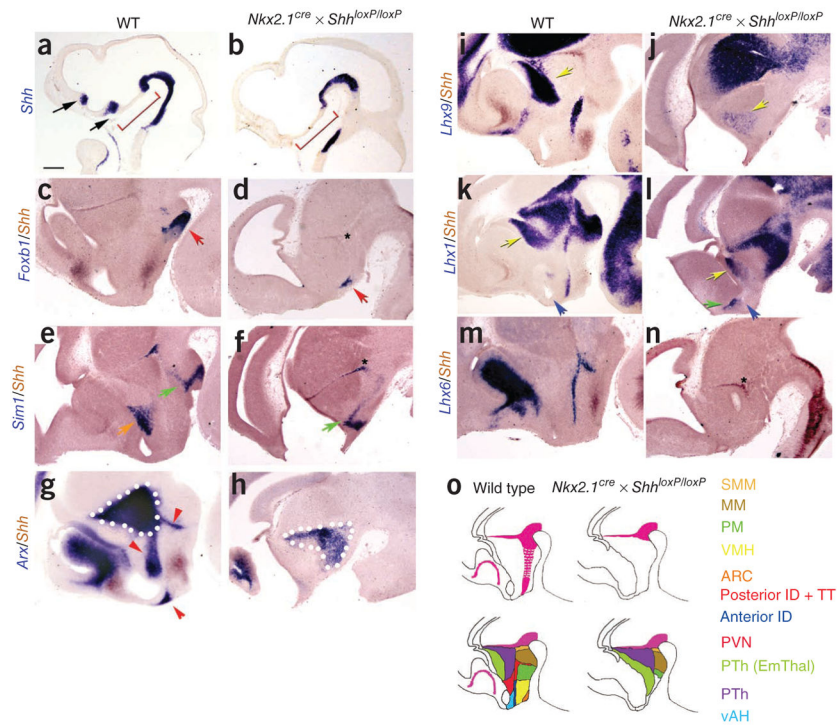 WT
Nkx2.1cre × ShhloxP/loxP
WT
Nkx2.1cre × ShhloxP/loxP
a
b
Shh
c
d
Foxb1/Shh
*
e
f
Sim1/Shh
*
g
h
Arx/Shh
i
j
Lhx9/Shh
k
l
Lhx1/Shh
m
n
Lhx6/Shh
*
o
Wild type
Nkx2.1cre × ShhloxP/loxP
SMM
MM
PM
VMH
ARC
Posterior ID + TT
Anterior ID
PVN
PTh (EmThal)
PTh
vAH